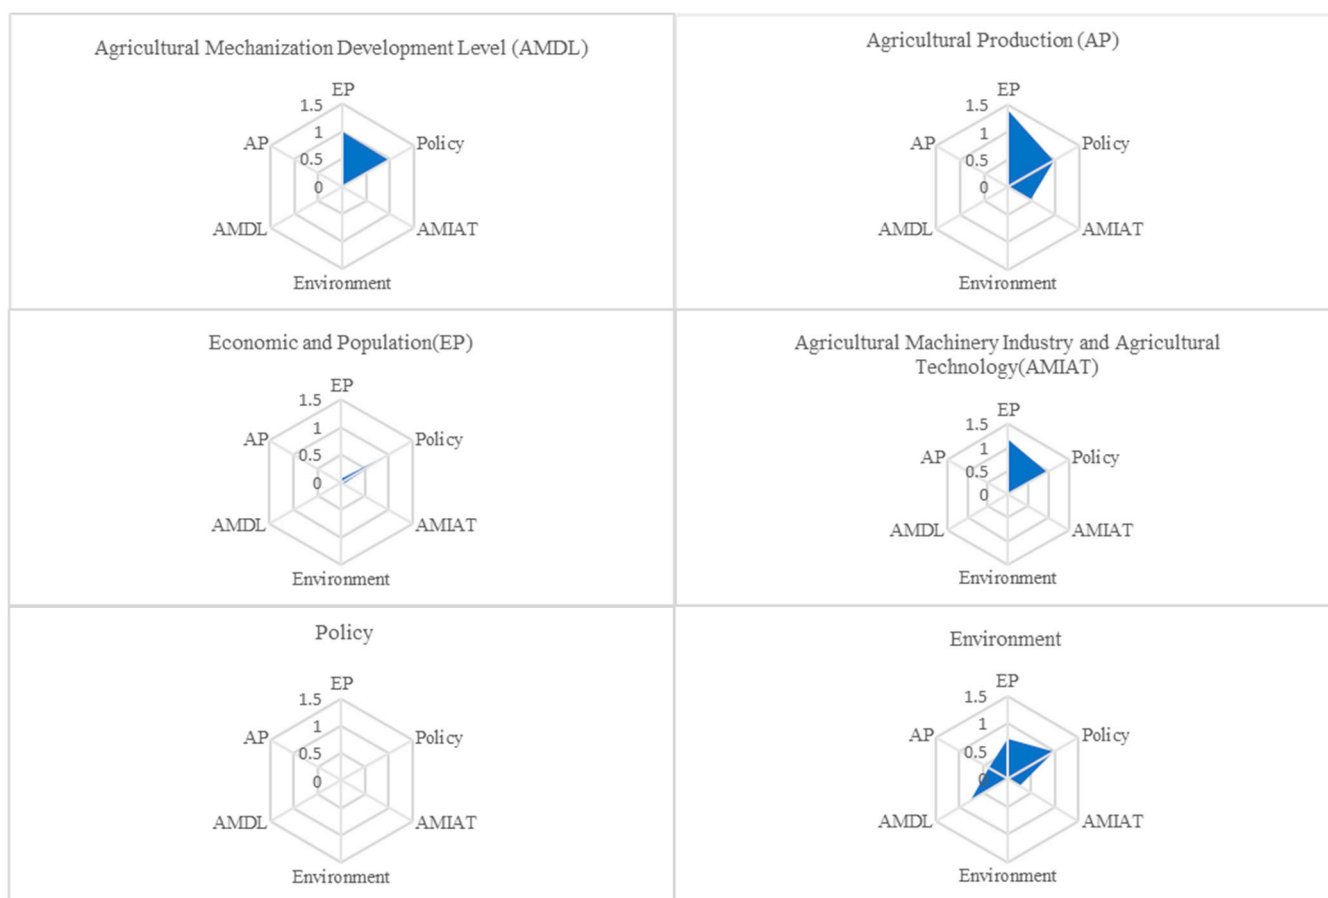 Agricultural Mechanization Development Level (AMDL)
EP
1.5
AP
1
Policy
0.5
0
AMDL
AMIAT
Environment
Agricultural Production (AP)
EP
1.5
AP
1
Policy
0.5
0
AMDL
AMIAT
Environment
Economic and Population(EP)
EP
1.5
AP
1
Policy
0.5
0
AMDL
AMIAT
Environment
Agricultural Machinery Industry and Agricultural
Technology(AMIAT)
EP
1.5
AP
1
Policy
0.5
0
AMDL
AMIAT
Environment
Policy
EP
1.5
AP
1
Policy
0.5
0
AMDL
AMIAT
Environment
Environment
EP
1.5
AP
1
Policy
0.5
0
AMDL
AMIAT
Environment